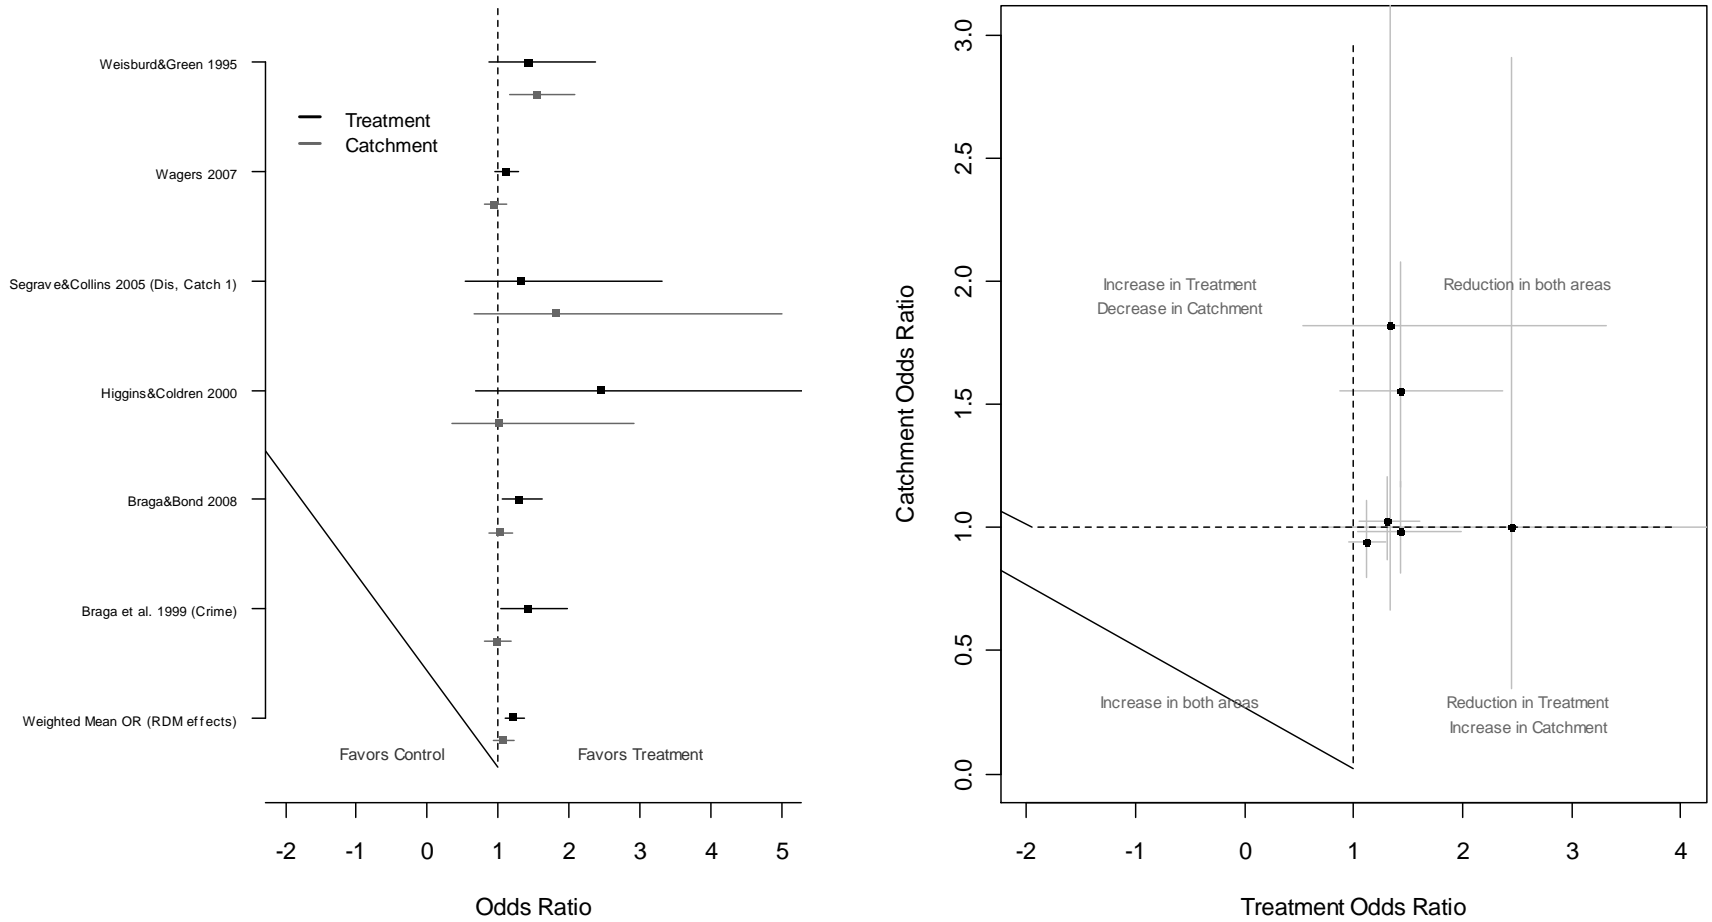 Weisburd&Green 1995
Treatment
Catchment
Wagers 2007
Segrave&Collins 2005 (Dis, Catch 1)
Higgins&Coldren 2000
Braga&Bond 2008
Braga et al. 1999 (Crime)
Weighted Mean OR (RDM effects)
Favors Control
Favors Treatment
-2 -1 0 1 2 3 4 5
Odds Ratio
Catchment Odds Ratio
3.0
2.5
2.0
1.5
1.0
0.5
0.0
Increase in Treatment
Decrease in Catchment
Reduction in both areas
Increase in both areas
Reduction in Treatment
Increase in Catchment
-2 -1 0 1 2 3 4
Treatment Odds Ratio